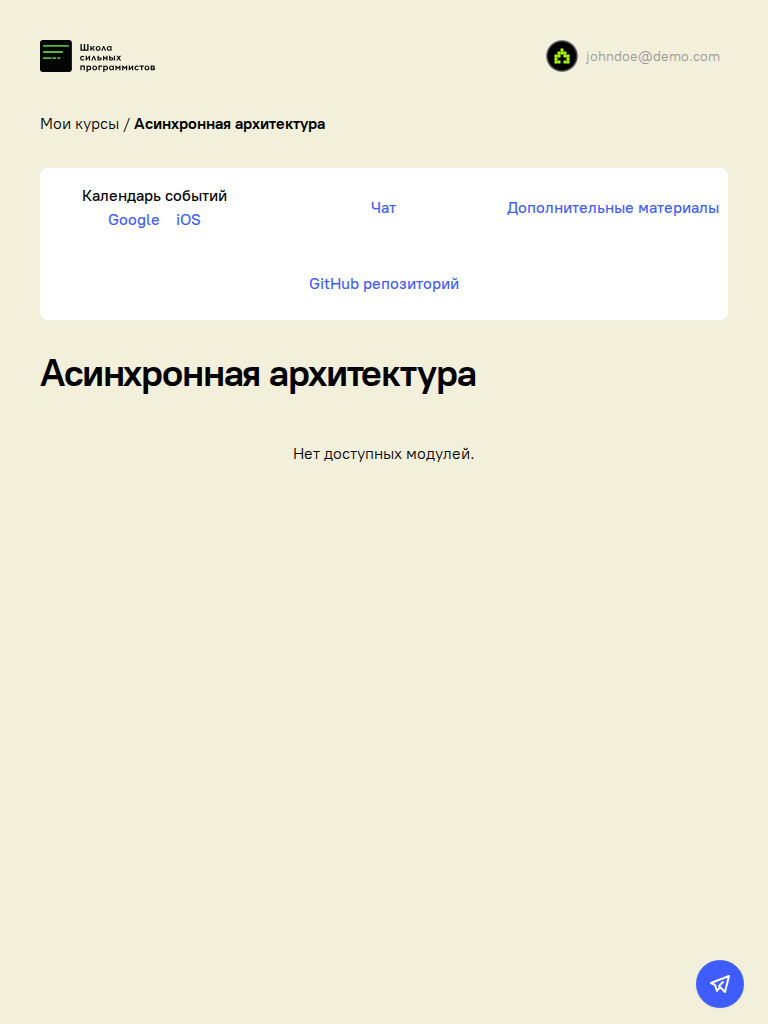 Школа
сильных
программистов
johndoe@demo.com
Мои курсы / Асинхронная архитектура
Календарь событий
Google iOS
Чат
Дополнительные материалы
GitHub репозиторий
Асинхронная архитектура
Нет доступных модулей.